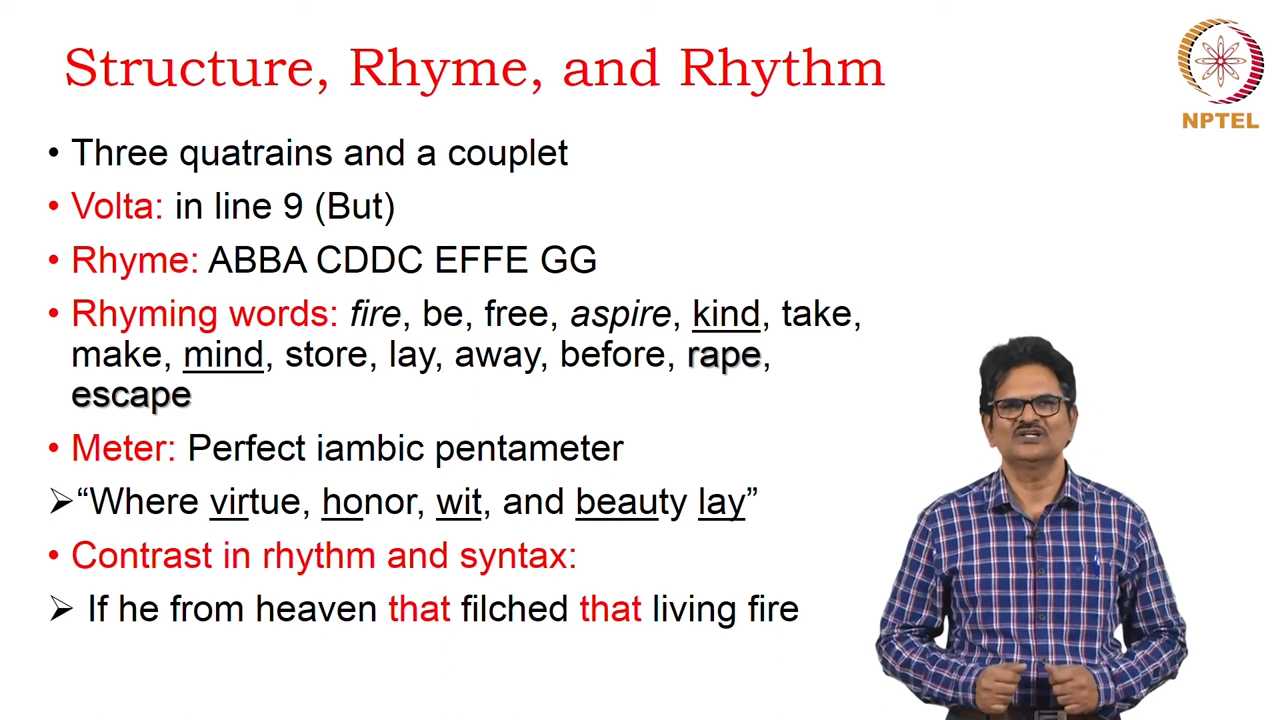 Structure, Rhyme, and Rhythm
NPTEL
• Three quatrains and a couplet
• Volta: in line 9 (But)
• Rhyme: ABBA CDDC EFFE GG
• Rhyming words: fire, be, free, aspire, kind, take,
make, mind, store, lay, away, before, rape,
escape
• Meter: Perfect iambic pentameter
➢“Where virtue, honor, wit, and beauty lay”
• Contrast in rhythm and syntax:
➢ If he from heaven that filched that living fire